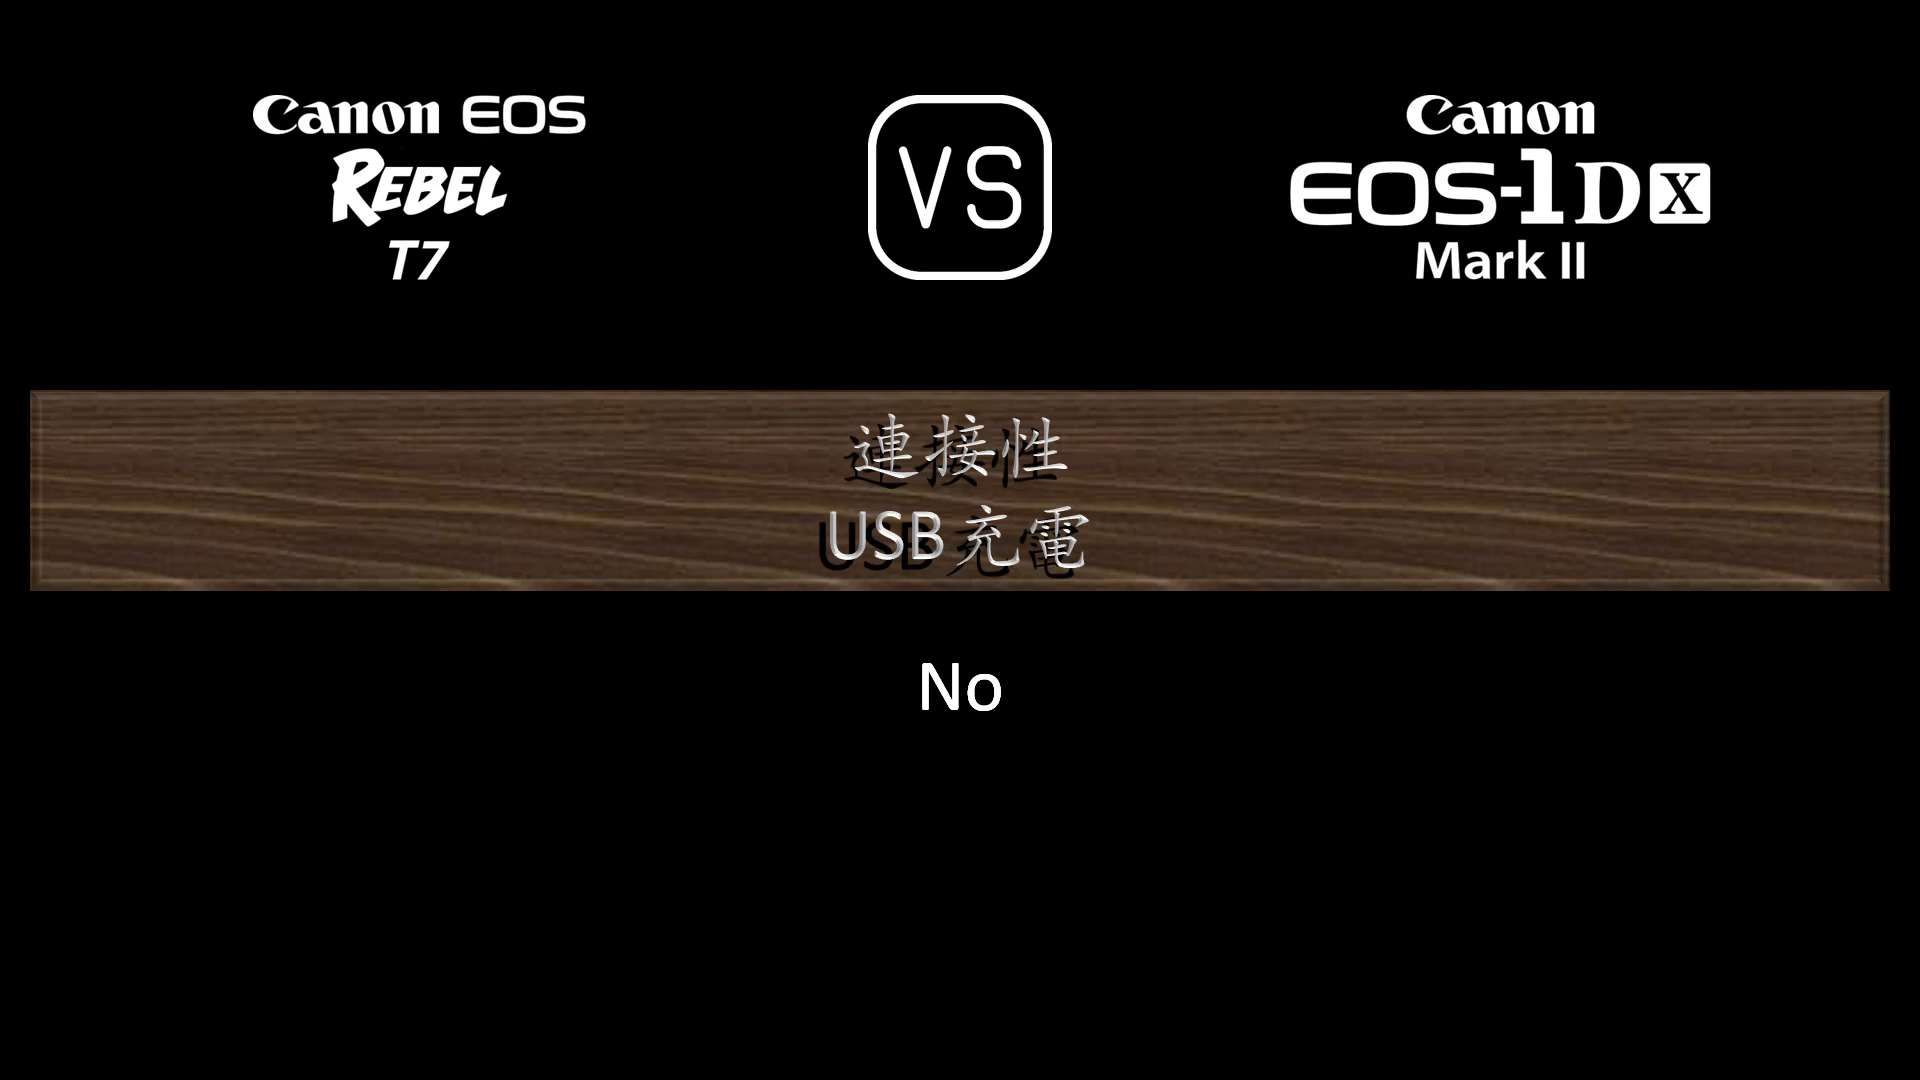 Canon EOS
REBEL
T7
VS
Canon
EOS-1D X
Mark II
連接性
USB 充電
No